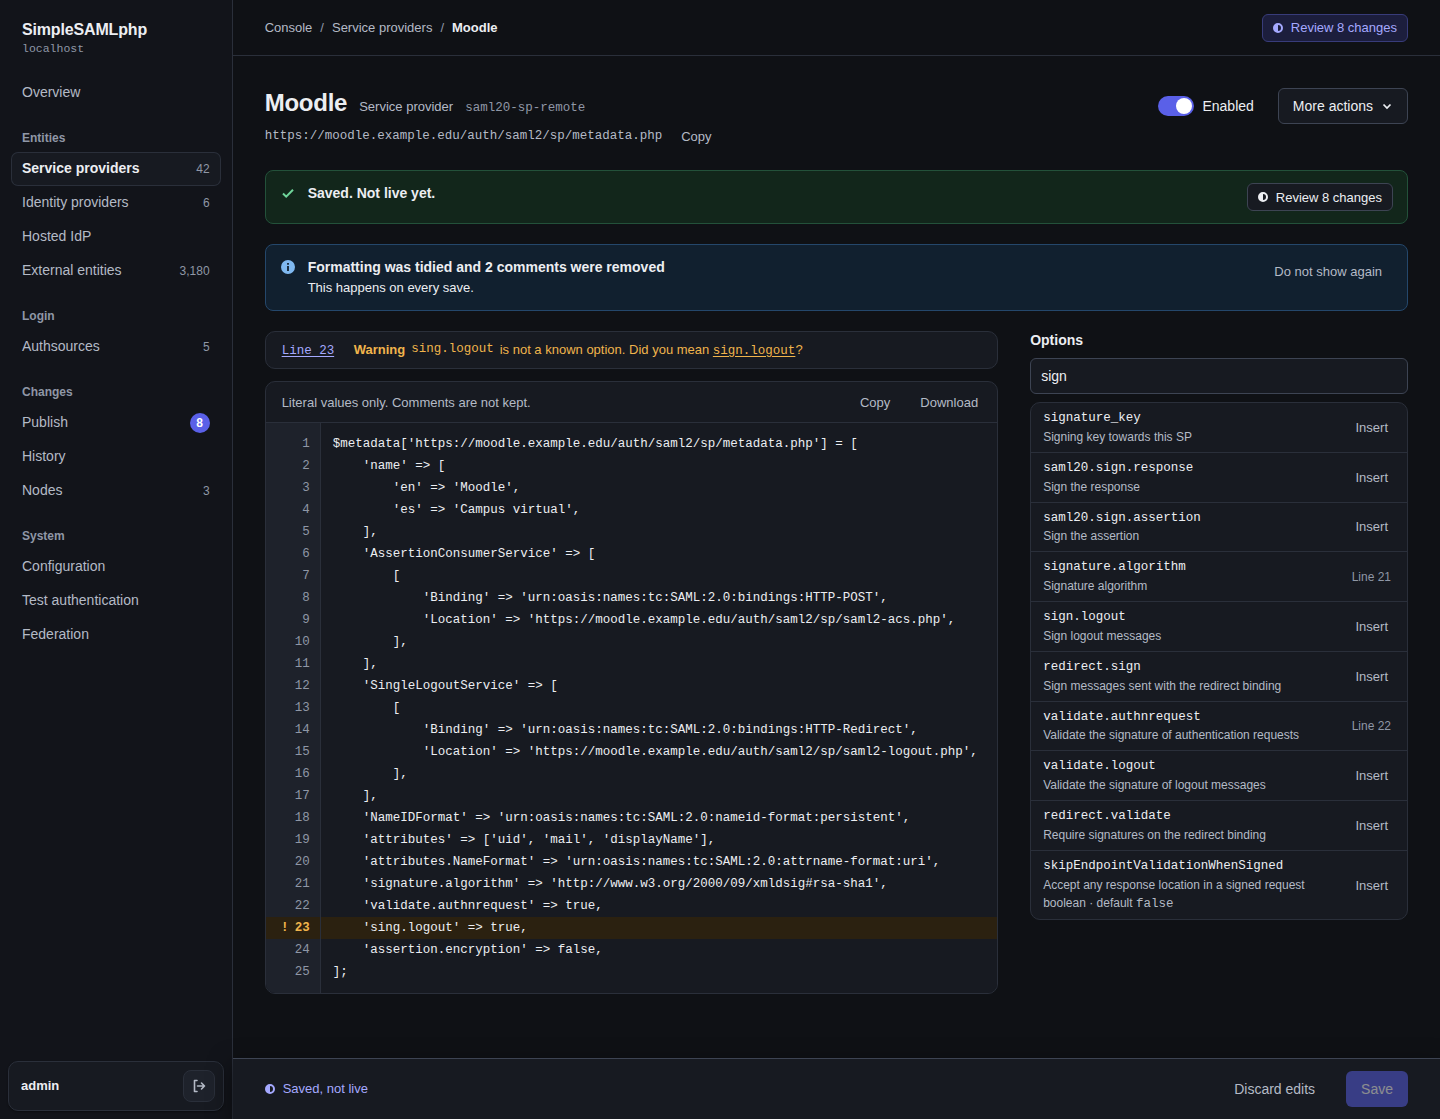 SimpleSAMLphp
localhost
Overview
Entities
Service providers 42
Identity providers 6
Hosted IdP
External entities 3,180
Login
Authsources 5
Changes
Publish 8
History
Nodes 3
System
Configuration
Test authentication
Federation
admin
Console / Service providers / Moodle
Review 8 changes
Moodle Service provider saml20-sp-remote
https://moodle.example.edu/auth/saml2/sp/metadata.php Copy
Enabled
More actions
Saved. Not live yet.
Review 8 changes
Formatting was tidied and 2 comments were removed
This happens on every save.
Do not show again
Line 23 Warning sing.logout is not a known option. Did you mean sign.logout?
Literal values only. Comments are not kept. Copy Download
1 $metadata['https://moodle.example.edu/auth/saml2/sp/metadata.php'] = [
2     'name' => [
3         'en' => 'Moodle',
4         'es' => 'Campus virtual',
5     ],
6     'AssertionConsumerService' => [
7         [
8             'Binding' => 'urn:oasis:names:tc:SAML:2.0:bindings:HTTP-POST',
9             'Location' => 'https://moodle.example.edu/auth/saml2/sp/saml2-acs.php',
10         ],
11     ],
12     'SingleLogoutService' => [
13         [
14             'Binding' => 'urn:oasis:names:tc:SAML:2.0:bindings:HTTP-Redirect',
15             'Location' => 'https://moodle.example.edu/auth/saml2/sp/saml2-logout.php',
16         ],
17     ],
18     'NameIDFormat' => 'urn:oasis:names:tc:SAML:2.0:nameid-format:persistent',
19     'attributes' => ['uid', 'mail', 'displayName'],
20     'attributes.NameFormat' => 'urn:oasis:names:tc:SAML:2.0:attrname-format:uri',
21     'signature.algorithm' => 'http://www.w3.org/2000/09/xmldsig#rsa-sha1',
22     'validate.authnrequest' => true,
! 23     'sing.logout' => true,
24     'assertion.encryption' => false,
25 ];
Options
sign
signature_key
Signing key towards this SP
Insert
saml20.sign.response
Sign the response
Insert
saml20.sign.assertion
Sign the assertion
Insert
signature.algorithm
Signature algorithm
Line 21
sign.logout
Sign logout messages
Insert
redirect.sign
Sign messages sent with the redirect binding
Insert
validate.authnrequest
Validate the signature of authentication requests
Line 22
validate.logout
Validate the signature of logout messages
Insert
redirect.validate
Require signatures on the redirect binding
Insert
skipEndpointValidationWhenSigned
Accept any response location in a signed request
boolean · default false
Insert
Saved, not live
Discard edits
Save